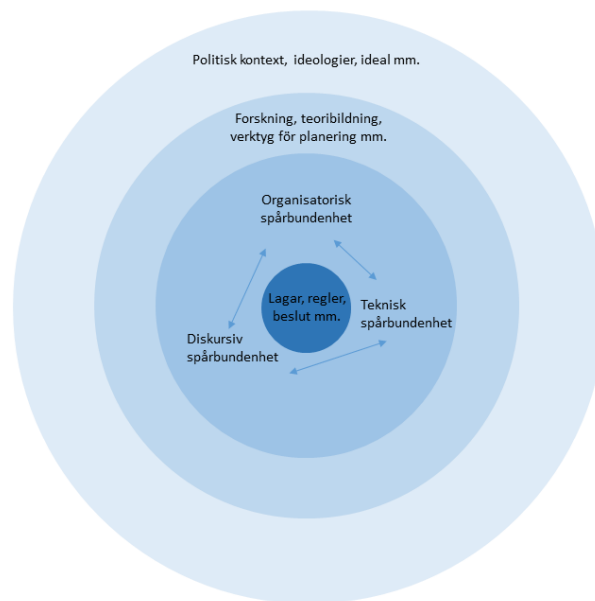 Politisk kontext, ideologier, ideal mm.
Forskning, teoribildning,
verktyg för planering mm.
Organisatorisk
spårbundenhet
Lagar, regler,
beslut mm.
Teknisk
spårbundenhet
Diskursiv
spårbundenhet